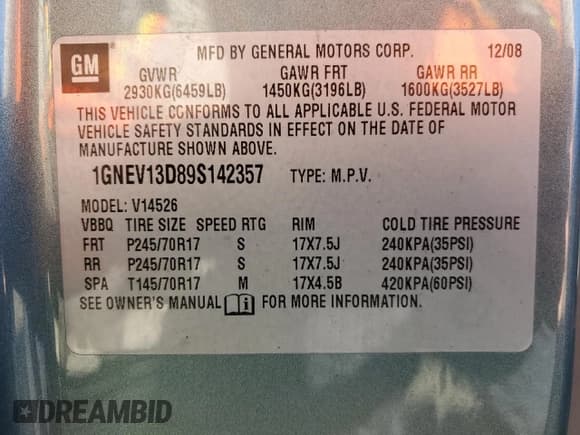 GM
MFD BY GENERAL MOTORS CORP. 12/08
GVWR GAWR FRT GAWR RR
2930KG(6459LB) 1450KG(3196LB) 1600KG(3527LB)
THIS VEHICLE CONFORMS TO ALL APPLICABLE U.S. FEDERAL MOTOR
VEHICLE SAFETY STANDARDS IN EFFECT ON THE DATE OF
MANUFACTURE SHOWN ABOVE.
1GNEV13D89S142357 TYPE: M.P.V.
MODEL: V14526
VBBQ TIRE SIZE SPEED RTG RIM COLD TIRE PRESSURE
FRT P245/70R17 S 17X7.5J 240KPA(35PSI)
RR P245/70R17 S 17X7.5J 240KPA(35PSI)
SPA T145/70R17 M 17X4.5B 420KPA(60PSI)
SEE OWNER'S MANUAL FOR MORE INFORMATION.
DREAMBID